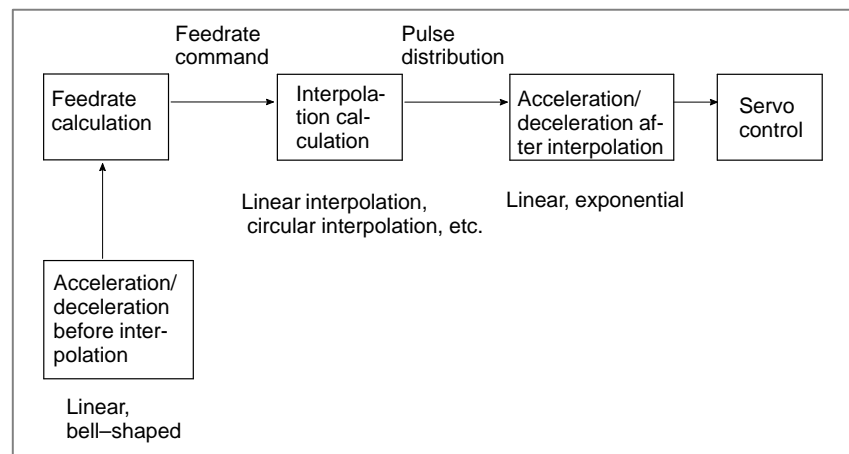 Feedrate
command
Pulse
distribution
Feedrate
calculation
Interpola-
tion cal-
culation
Acceleration/
deceleration af-
ter interpolation
Servo
control
Linear interpolation,
circular interpolation, etc.
Linear, exponential
Acceleration/
deceleration
before inter-
polation
Linear,
bell–shaped